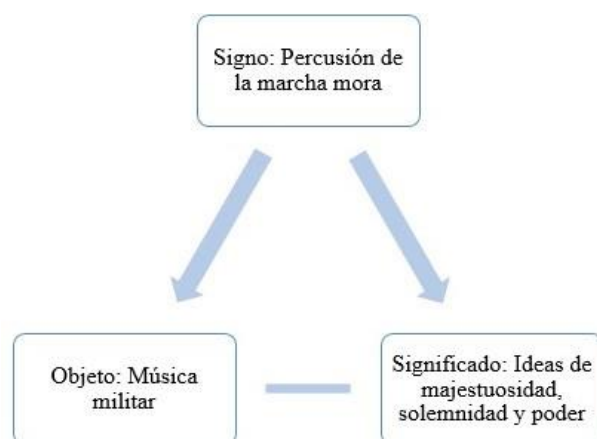 Signo: Percusión de
la marcha mora
Objeto: Música
militar
Significado: Ideas de
majestuosidad,
solemnidad y poder